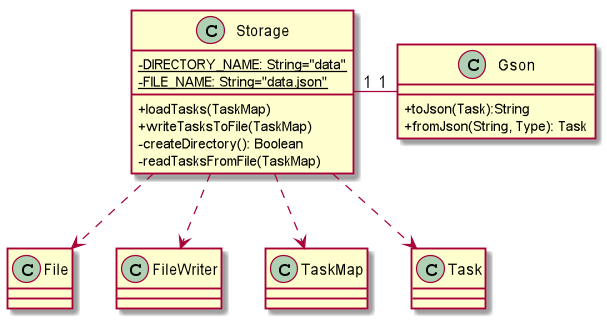 C Storage
-DIRECTORY_NAME: String="data"
-FILE_NAME: String="data.json"
+loadTasks(TaskMap)
+writeTasksToFile(TaskMap)
-createDirectory(): Boolean
-readTasksFromFile(TaskMap)
1 1
C Gson
+toJson(Task):String
+fromJson(String, Type): Task
C File
C FileWriter
C TaskMap
C Task